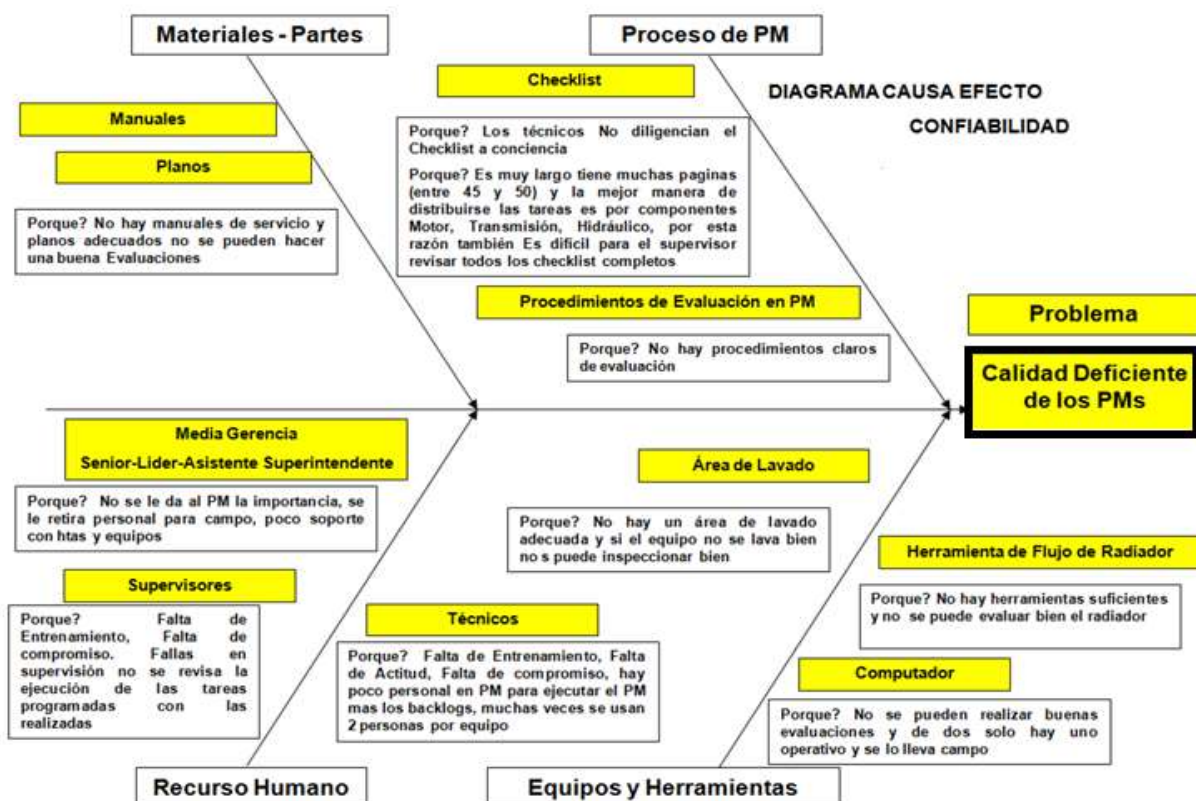 Materiales - Partes
Proceso de PM
DIAGRAMA CAUSA EFECTO
CONFIABILIDAD
Manuales
Planos
Porque? No hay manuales de servicio y
planos adecuados no se pueden hacer
una buena Evaluaciones
Checklist
Porque? Los técnicos No diligencian el
Checklist a conciencia
Porque? Es muy largo tiene muchas paginas
(entre 45 y 50) y la mejor manera de
distribuirse las tareas es por componentes
Motor, Transmisión, Hidráulico, por esta
razón también Es dificil para el supervisor
revisar todos los checklist completos
Procedimientos de Evaluación en PM
Porque? No hay procedimientos claros
de evaluación
Problema
Calidad Deficiente
de los PMs
Media Gerencia
Senior-Lider-Asistente Superintendente
Porque? No se le da al PM la importancia, se
le retira personal para campo, poco soporte
con htas y equipos
Supervisores
Porque? Falta de
Entrenamiento, Falta de
compromiso. Fallas en
supervisión no se revisa la
ejecución de las tareas
programadas con las
realizadas
Técnicos
Porque? Falta de Entrenamiento, Falta
de Actitud, Falta de compromiso, hay
poco personal en PM para ejecutar el PM
mas los backlogs, muchas veces se usan
2 personas por equipo
Área de Lavado
Porque? No hay un área de lavado
adecuada y si el equipo no se lava bien
no s puede inspeccionar bien
Herramienta de Flujo de Radiador
Porque? No hay herramientas suficientes
y no se puede evaluar bien el radiador
Computador
Porque? No se pueden realizar buenas
evaluaciones y de dos solo hay uno
operativo y se lo lleva campo
Recurso Humano
Equipos y Herramientas